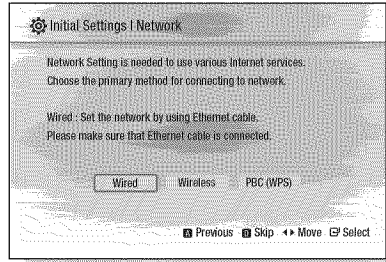 Initial Settings | Network
Network Setting is needed to use various Internet services.
Choose the primary method for connecting to network.
Wired : Set the network by using Ethernet cable.
Please make sure that Ethernet cable is connected.
Wired Wireless PBC (WPS)
A Previous D Skip ◄► Move Select